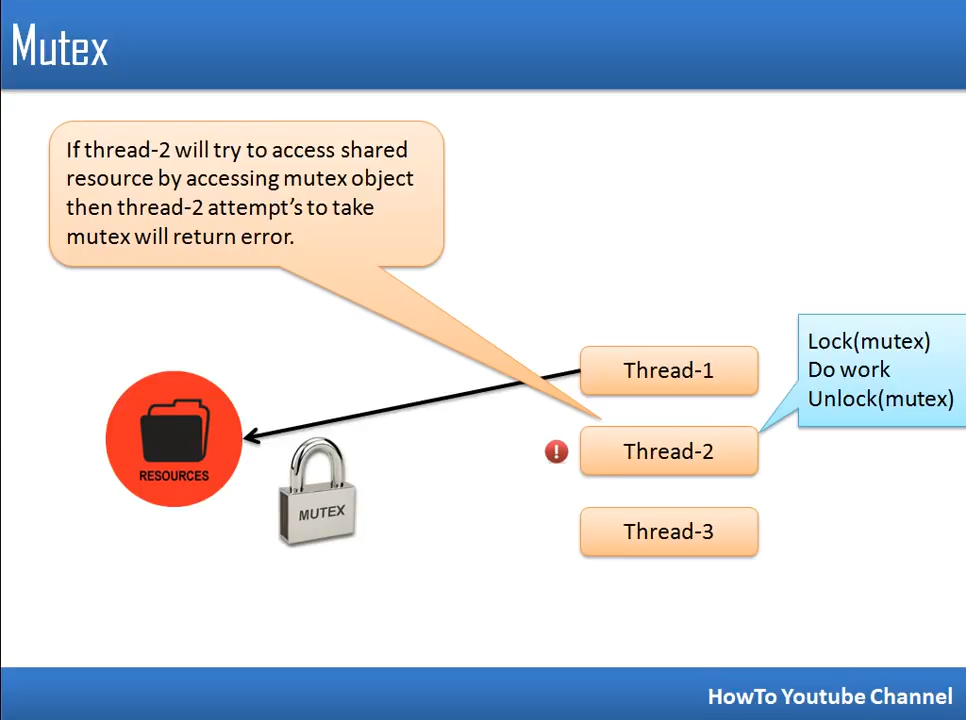 Mutex
If thread-2 will try to access shared
resource by accessing mutex object
then thread-2 attempt's to take
mutex will return error.
Lock(mutex)
Do work
Unlock(mutex)
Thread-1
Thread-2
Thread-3
RESOURCES
MUTEX
HowTo Youtube Channel